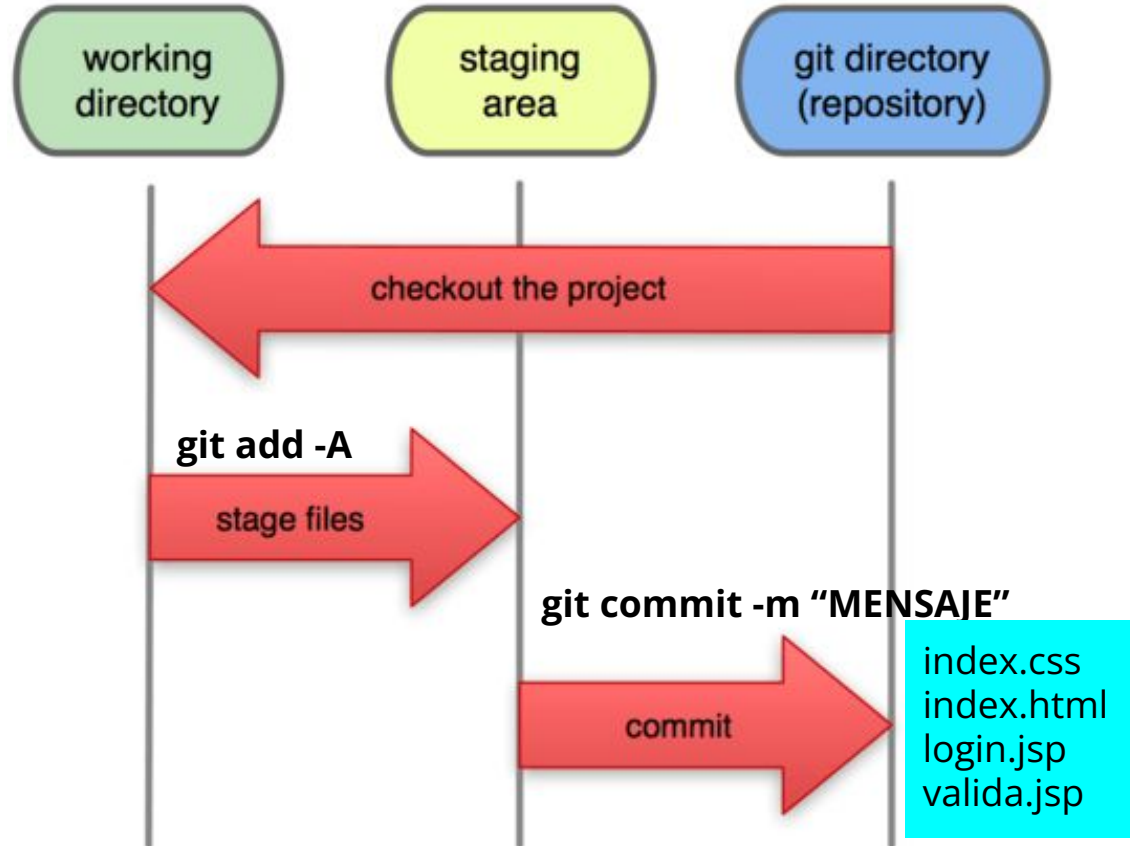 working
directory
staging
area
git directory
(repository)
checkout the project
git add -A
stage files
git commit -m “MENSAJE”
commit
index.css
index.html
login.jsp
valida.jsp